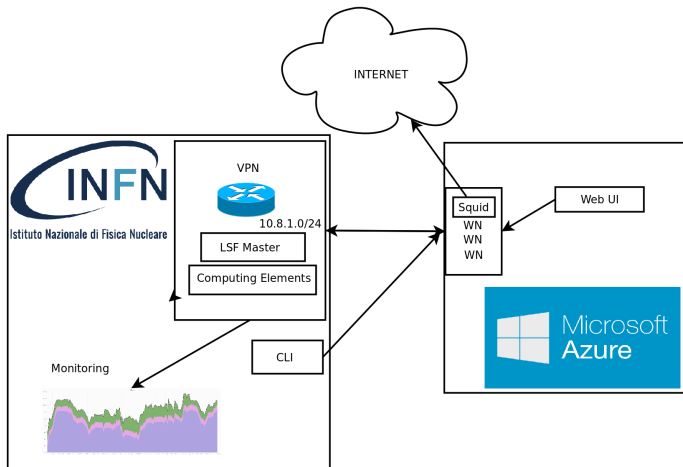 INTERNET
INFN
Istituto Nazionale di Fisica Nucleare
VPN
10.8.1.0/24
LSF Master
Computing Elements
CLI
Monitoring
Squid
WN
WN
WN
Web UI
Microsoft
Azure